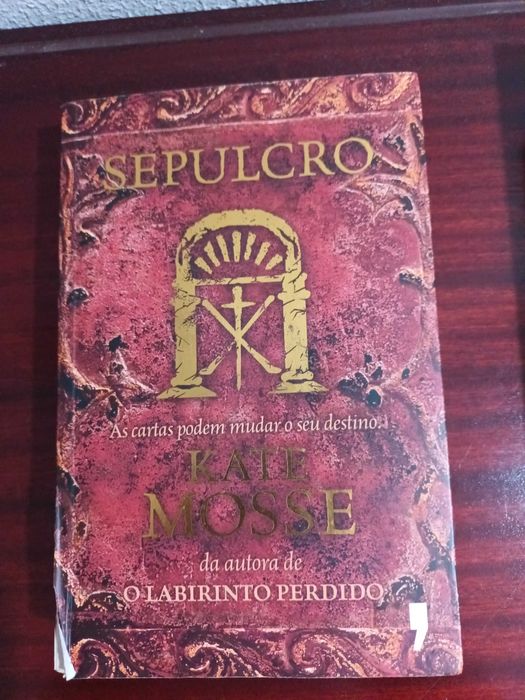 SEPULCRO
As cartas podem mudar o seu destino.
KATE
MOSSE
da autora de
O LABIRINTO PERDIDO